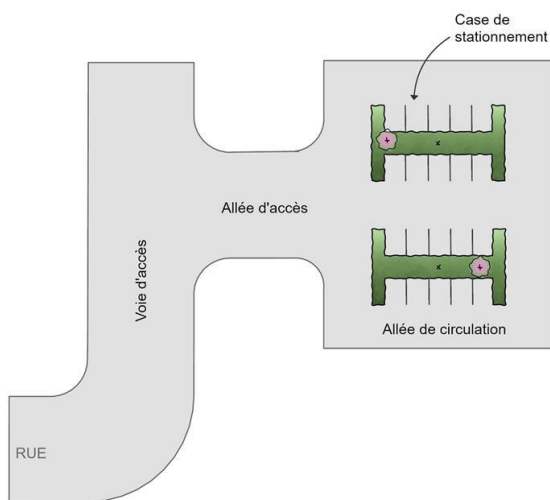 Case de
stationnement
Allée d'accès
Voie d'accès
Allée de circulation
RUE